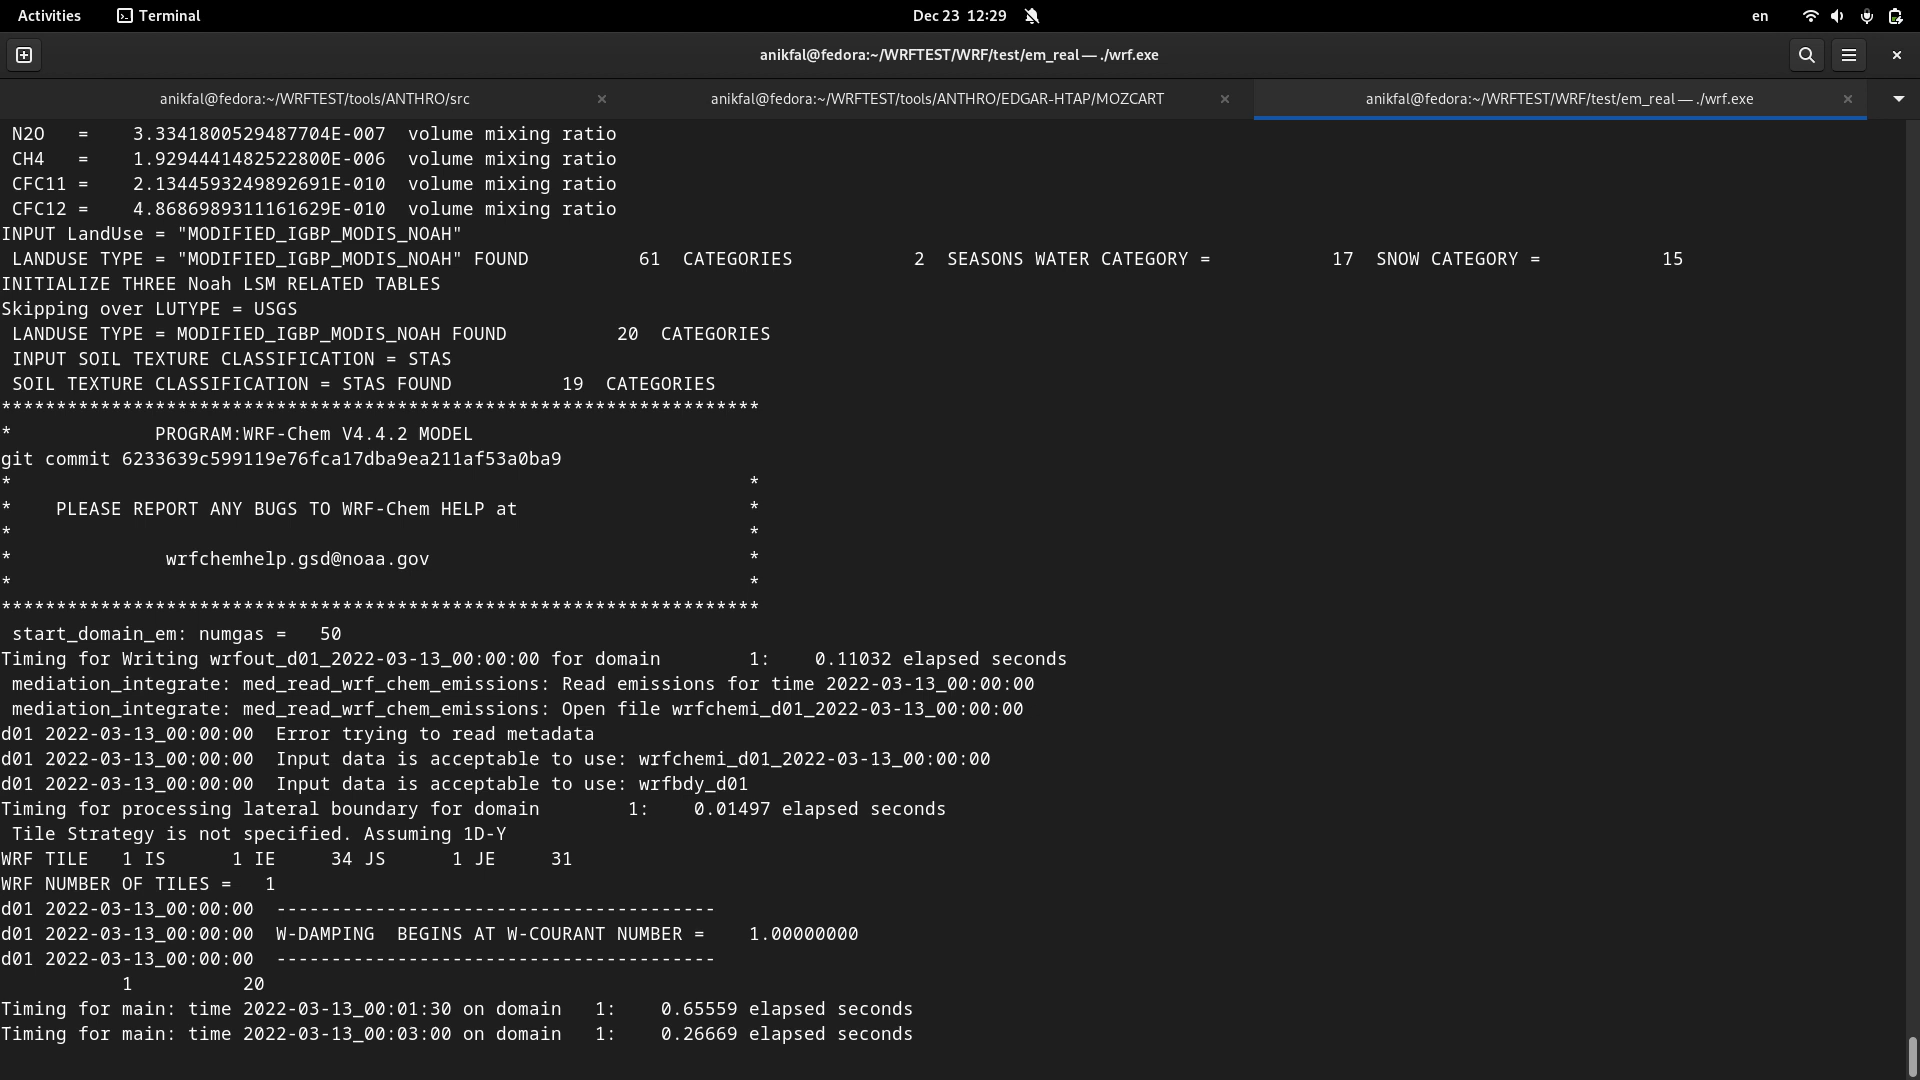 Activities Terminal Dec 23 12:29 en
anikfal@fedora:~/WRFTEST/WRF/test/em_real — ./wrf.exe
anikfal@fedora:~/WRFTEST/tools/ANTHRO/src anikfal@fedora:~/WRFTEST/tools/ANTHRO/EDGAR-HTAP/MOZCART anikfal@fedora:~/WRFTEST/WRF/test/em_real — ./wrf.exe
N2O   =    3.3341800529487704E-007  volume mixing ratio
CH4   =    1.9294441482522800E-006  volume mixing ratio
CFC11 =    2.1344593249892691E-010  volume mixing ratio
CFC12 =    4.8686989311161629E-010  volume mixing ratio
INPUT LandUse = "MODIFIED_IGBP_MODIS_NOAH"
LANDUSE TYPE = "MODIFIED_IGBP_MODIS_NOAH" FOUND          61  CATEGORIES           2  SEASONS WATER CATEGORY =           17  SNOW CATEGORY =           15
INITIALIZE THREE Noah LSM RELATED TABLES
Skipping over LUTYPE = USGS
LANDUSE TYPE = MODIFIED_IGBP_MODIS_NOAH FOUND          20  CATEGORIES
INPUT SOIL TEXTURE CLASSIFICATION = STAS
SOIL TEXTURE CLASSIFICATION = STAS FOUND          19  CATEGORIES
*********************************************************************
*             PROGRAM:WRF-Chem V4.4.2 MODEL
git commit 6233639c599119e76fca17dba9ea211af53a0ba9
*                                                                   *
*    PLEASE REPORT ANY BUGS TO WRF-Chem HELP at                     *
*                                                                   *
*              wrfchemhelp.gsd@noaa.gov                             *
*                                                                   *
*********************************************************************
start_domain_em: numgas =   50
Timing for Writing wrfout_d01_2022-03-13_00:00:00 for domain        1:    0.11032 elapsed seconds
mediation_integrate: med_read_wrf_chem_emissions: Read emissions for time 2022-03-13_00:00:00
mediation_integrate: med_read_wrf_chem_emissions: Open file wrfchemi_d01_2022-03-13_00:00:00
d01 2022-03-13_00:00:00  Error trying to read metadata
d01 2022-03-13_00:00:00  Input data is acceptable to use: wrfchemi_d01_2022-03-13_00:00:00
d01 2022-03-13_00:00:00  Input data is acceptable to use: wrfbdy_d01
Timing for processing lateral boundary for domain        1:    0.01497 elapsed seconds
Tile Strategy is not specified. Assuming 1D-Y
WRF TILE   1 IS      1 IE     34 JS      1 JE     31
WRF NUMBER OF TILES =   1
d01 2022-03-13_00:00:00  ----------------------------------------
d01 2022-03-13_00:00:00  W-DAMPING  BEGINS AT W-COURANT NUMBER =    1.00000000
d01 2022-03-13_00:00:00  ----------------------------------------
1          20
Timing for main: time 2022-03-13_00:01:30 on domain   1:    0.65559 elapsed seconds
Timing for main: time 2022-03-13_00:03:00 on domain   1:    0.26669 elapsed seconds